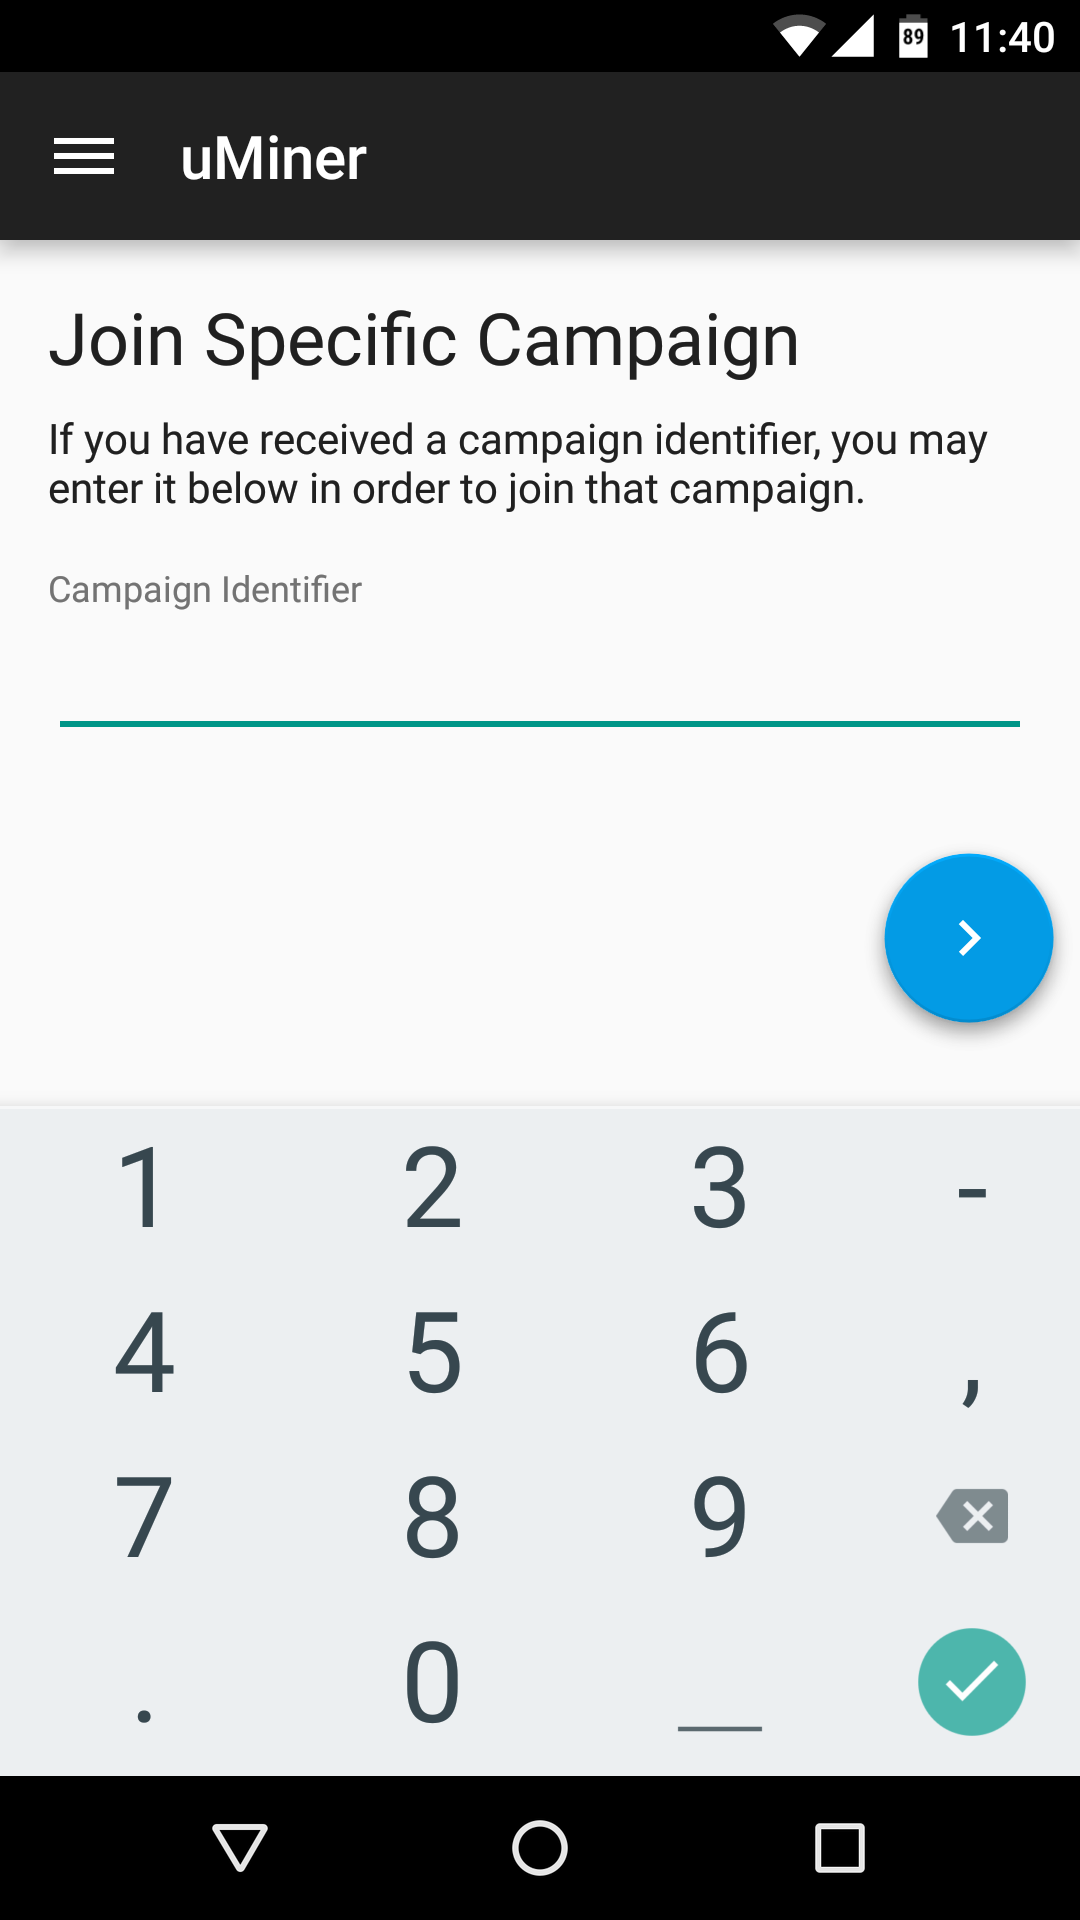 89 11:40
uMiner
Join Specific Campaign
If you have received a campaign identifier, you may
enter it below in order to join that campaign.
Campaign Identifier
1 2 3 -
4 5 6 ,
7 8 9
. 0 _